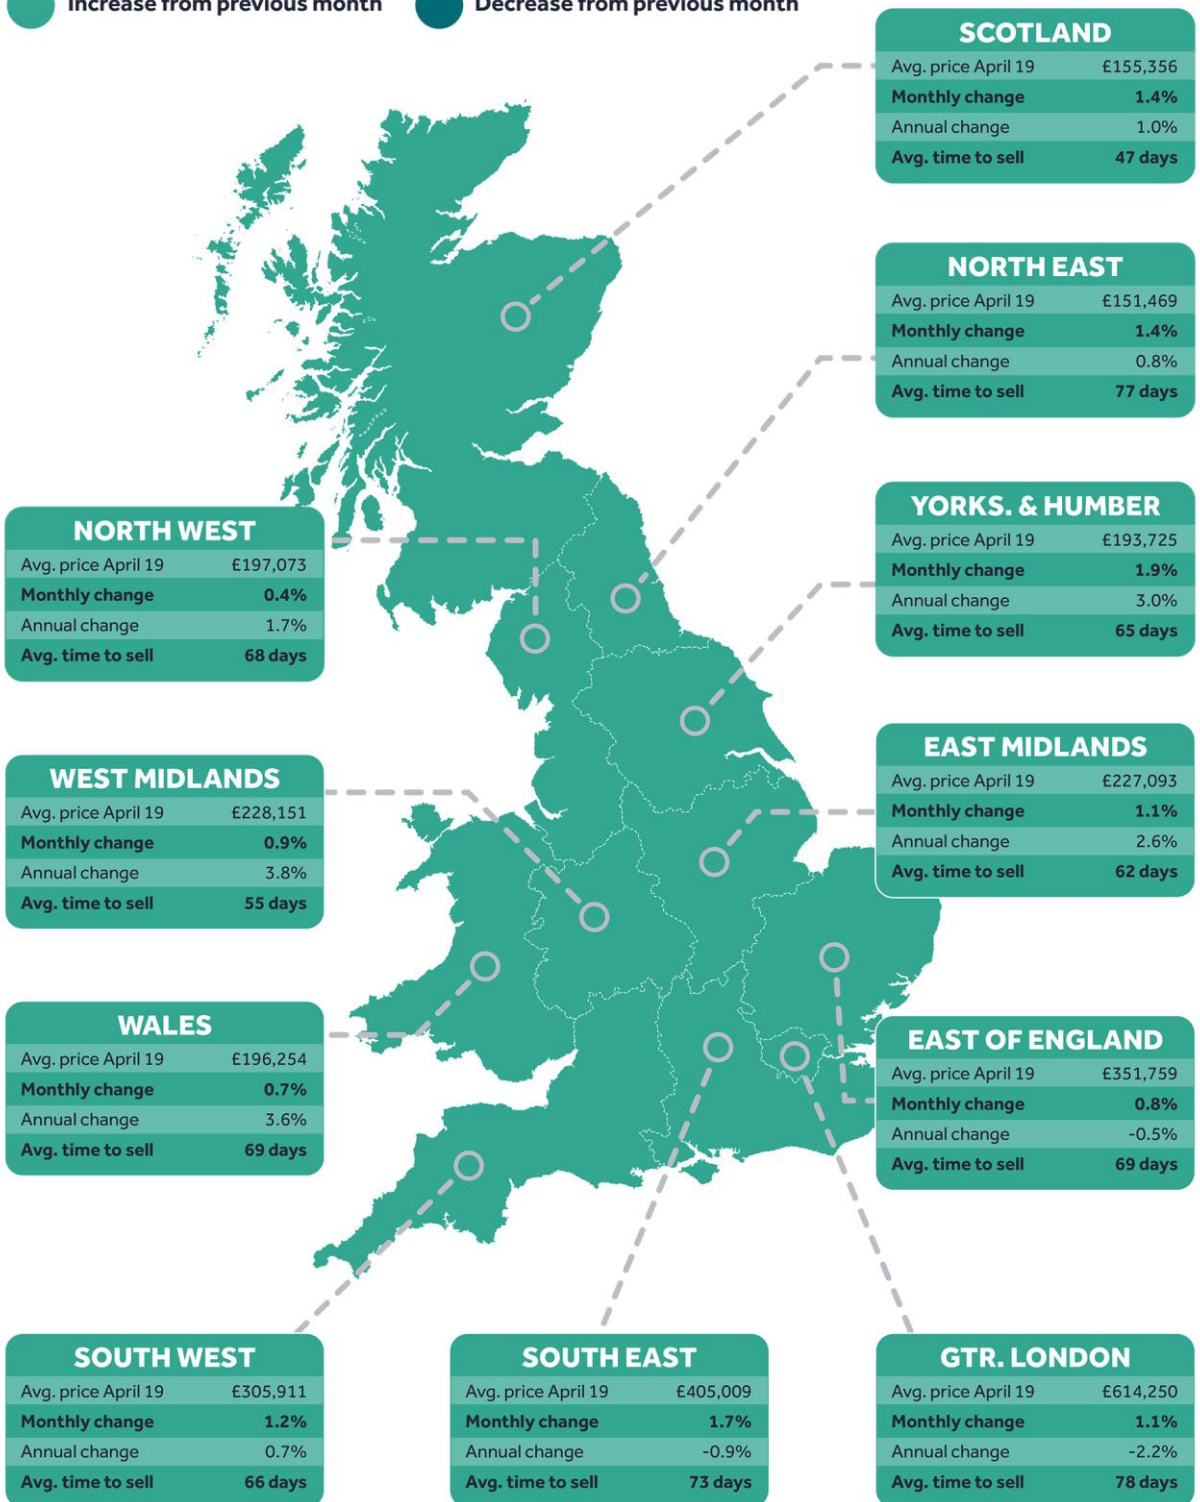 Increase from previous month
Decrease from previous month
SCOTLAND
Avg. price April 19 £155,356
Monthly change 1.4%
Annual change 1.0%
Avg. time to sell 47 days
NORTH EAST
Avg. price April 19 £151,469
Monthly change 1.4%
Annual change 0.8%
Avg. time to sell 77 days
NORTH WEST
Avg. price April 19 £197,073
Monthly change 0.4%
Annual change 1.7%
Avg. time to sell 68 days
YORKS. & HUMBER
Avg. price April 19 £193,725
Monthly change 1.9%
Annual change 3.0%
Avg. time to sell 65 days
WEST MIDLANDS
Avg. price April 19 £228,151
Monthly change 0.9%
Annual change 3.8%
Avg. time to sell 55 days
EAST MIDLANDS
Avg. price April 19 £227,093
Monthly change 1.1%
Annual change 2.6%
Avg. time to sell 62 days
WALES
Avg. price April 19 £196,254
Monthly change 0.7%
Annual change 3.6%
Avg. time to sell 69 days
EAST OF ENGLAND
Avg. price April 19 £351,759
Monthly change 0.8%
Annual change -0.5%
Avg. time to sell 69 days
SOUTH WEST
Avg. price April 19 £305,911
Monthly change 1.2%
Annual change 0.7%
Avg. time to sell 66 days
SOUTH EAST
Avg. price April 19 £405,009
Monthly change 1.7%
Annual change -0.9%
Avg. time to sell 73 days
GTR. LONDON
Avg. price April 19 £614,250
Monthly change 1.1%
Annual change -2.2%
Avg. time to sell 78 days